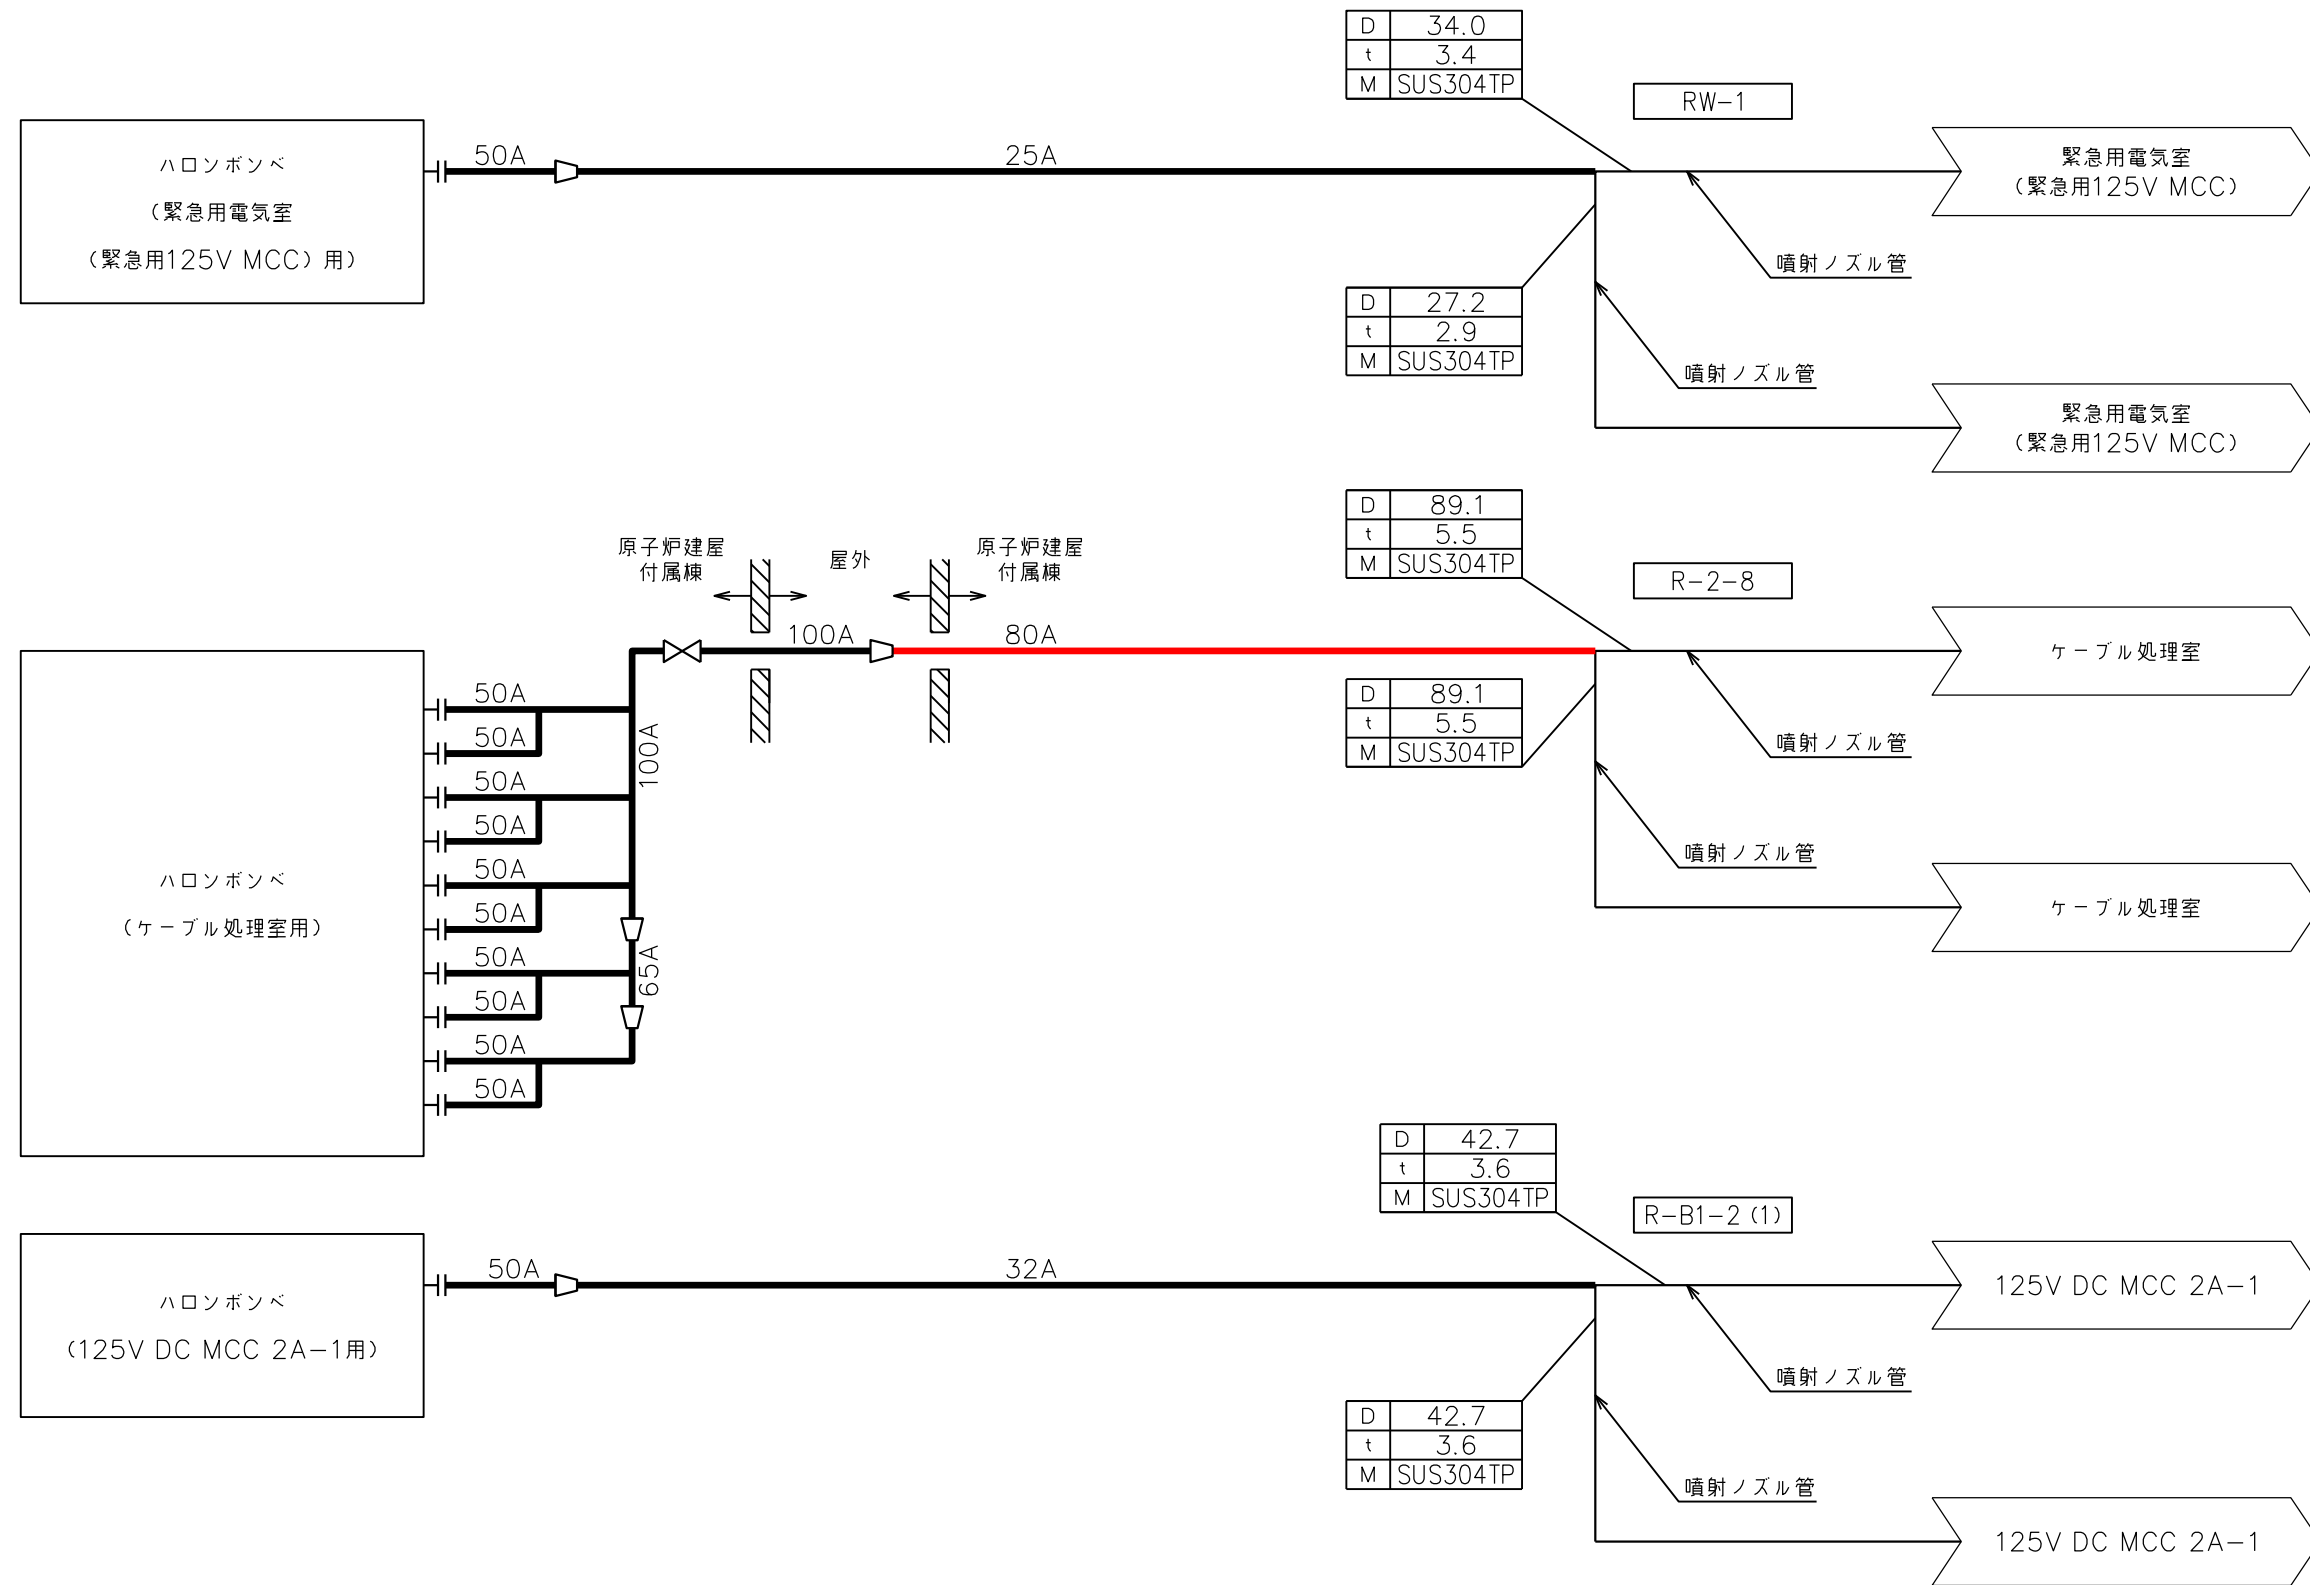 D 34.0
t 3.4
M SUS304TP
RW-1
ハロンボンベ
(緊急用電気室
(緊急用125V MCC) 用)
50A
25A
緊急用電気室
(緊急用125V MCC)
噴射ノズル管
D 27.2
t 2.9
M SUS304TP
噴射ノズル管
緊急用電気室
(緊急用125V MCC)
D 89.1
t 5.5
M SUS304TP
R-2-8
原子炉建屋
付属棟
屋外
原子炉建屋
付属棟
100A
80A
ケーブル処理室
D 89.1
t 5.5
M SUS304TP
噴射ノズル管
噴射ノズル管
ケーブル処理室
ハロンボンベ
(ケーブル処理室用)
50A
50A
100A
50A
50A
50A
50A
50A
65A
50A
50A
50A
D 42.7
t 3.6
M SUS304TP
R-B1-2(1)
ハロンボンベ
(125V DC MCC 2A-1用)
50A
32A
125V DC MCC 2A-1
噴射ノズル管
D 42.7
t 3.6
M SUS304TP
噴射ノズル管
125V DC MCC 2A-1